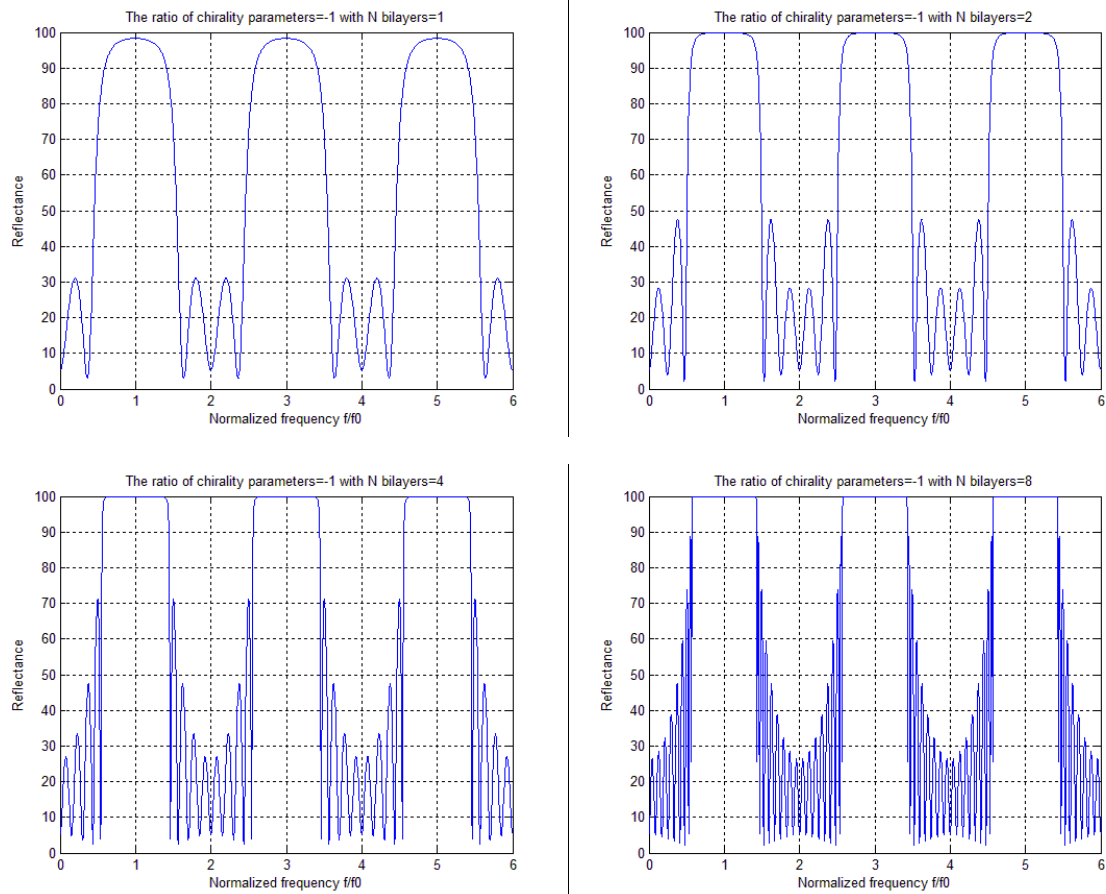 The ratio of chirality parameters=-1 with N bilayers=1
100
90
80
70
60
50
40
30
20
10
0
Reflectance
0 1 2 3 4 5 6
Normalized frequency f/f0
The ratio of chirality parameters=-1 with N bilayers=2
100
90
80
70
60
50
40
30
20
10
0
Reflectance
0 1 2 3 4 5 6
Normalized frequency f/f0
The ratio of chirality parameters=-1 with N bilayers=4
100
90
80
70
60
50
40
30
20
10
0
Reflectance
0 1 2 3 4 5 6
Normalized frequency f/f0
The ratio of chirality parameters=-1 with N bilayers=8
100
90
80
70
60
50
40
30
20
10
0
Reflectance
0 1 2 3 4 5 6
Normalized frequency f/f0